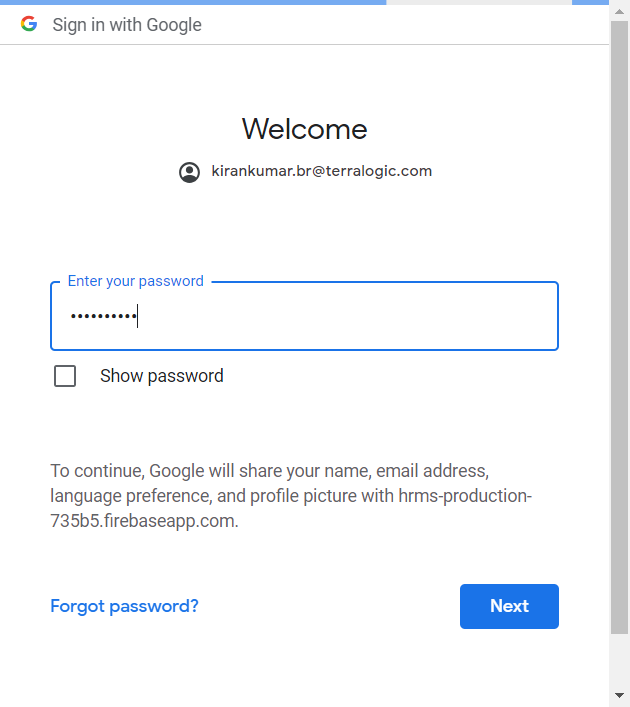 Sign in with Google
Welcome
kirankumar.br@terralogic.com
Enter your password
••••••••••
Show password
To continue, Google will share your name, email address,
language preference, and profile picture with hrms-production-
735b5.firebaseapp.com.
Forgot password?
Next